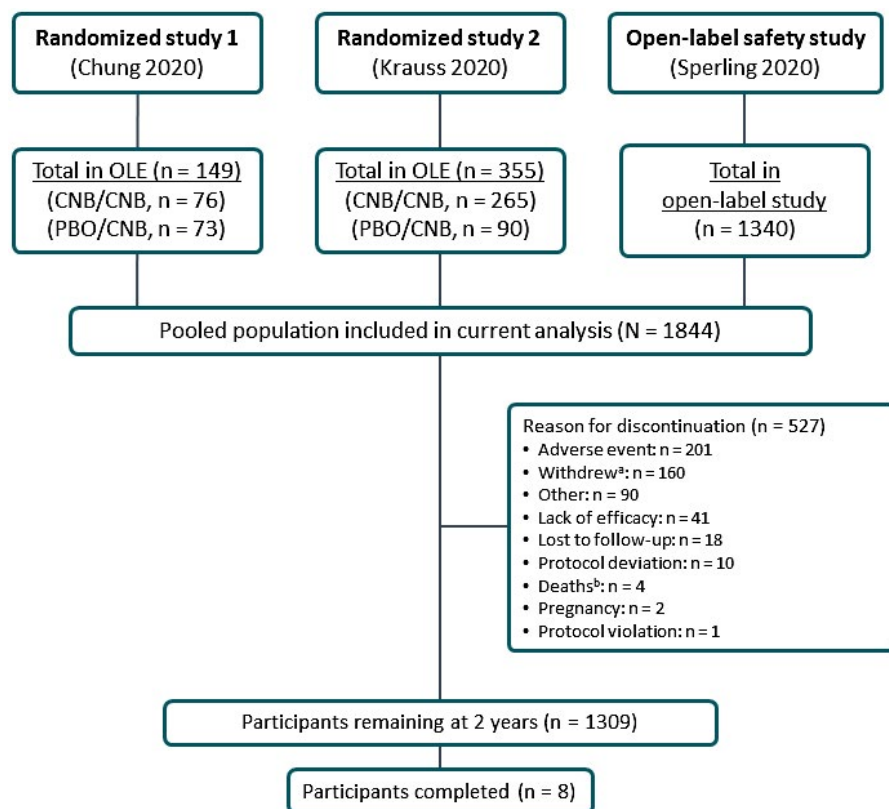 Randomized study 1
(Chung 2020)
Randomized study 2
(Krauss 2020)
Open-label safety study
(Sperling 2020)
Total in OLE (n = 149)
(CNB/CNB, n = 76)
(PBO/CNB, n = 73)
Total in OLE (n = 355)
(CNB/CNB, n = 265)
(PBO/CNB, n = 90)
Total in
open-label study
(n = 1340)
Pooled population included in current analysis (N = 1844)
Reason for discontinuation (n = 527)
• Adverse event: n = 201
• Withdrewᵃ: n = 160
• Other: n = 90
• Lack of efficacy: n = 41
• Lost to follow-up: n = 18
• Protocol deviation: n = 10
• Deathsᵇ: n = 4
• Pregnancy: n = 2
• Protocol violation: n = 1
Participants remaining at 2 years (n = 1309)
Participants completed (n = 8)